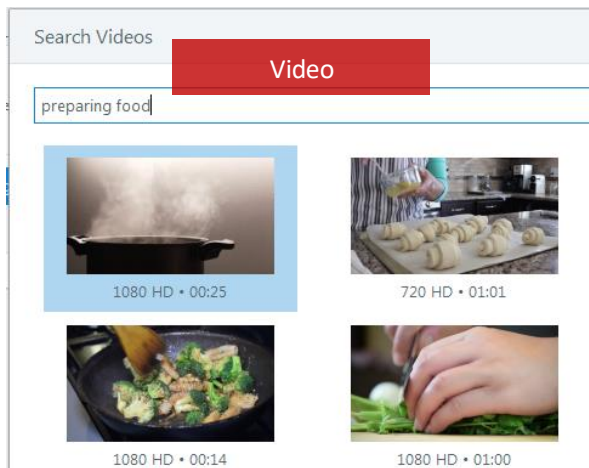 Search Videos
Video
preparing food
1080 HD • 00:25
720 HD • 01:01
1080 HD • 00:14
1080 HD • 01:00